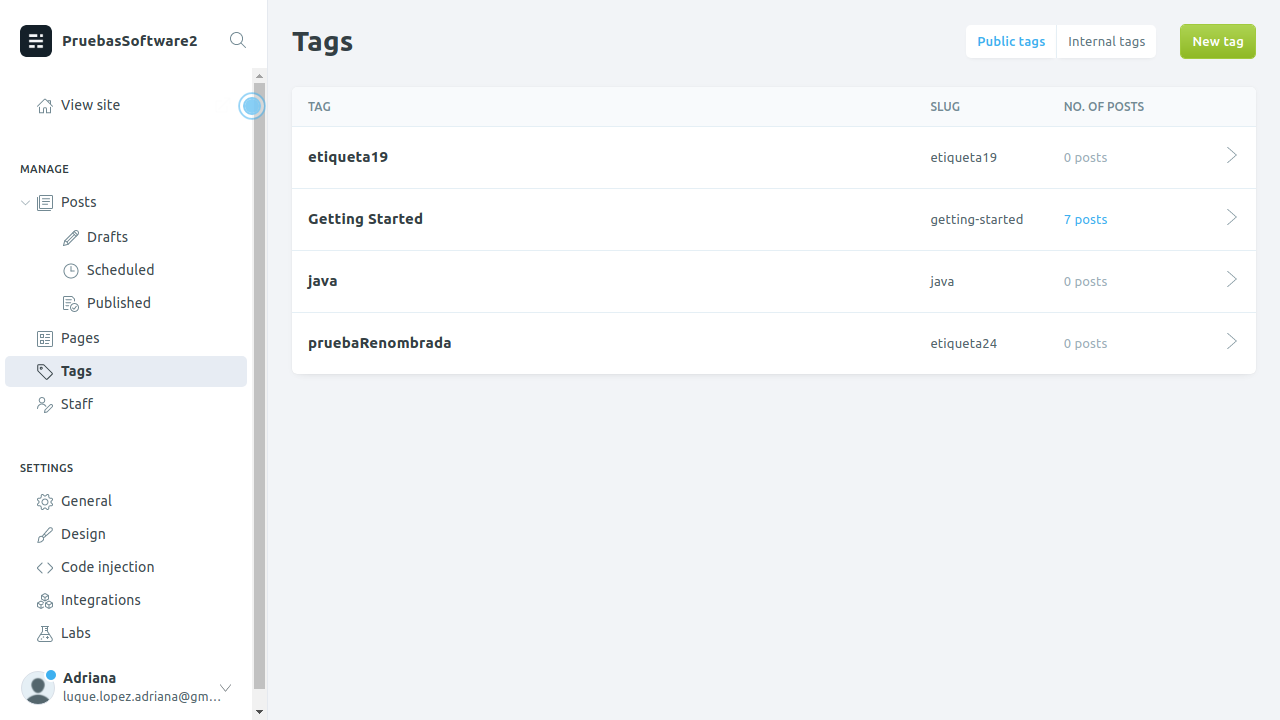 PruebasSoftware2
View site
MANAGE
Posts
Drafts
Scheduled
Published
Pages
Tags
Staff
SETTINGS
General
Design
Code injection
Integrations
Labs
Adriana
luque.lopez.adriana@gm...
Tags
Public tags Internal tags New tag
TAG SLUG NO. OF POSTS
etiqueta19 etiqueta19 0 posts
Getting Started getting-started 7 posts
java java 0 posts
pruebaRenombrada etiqueta24 0 posts